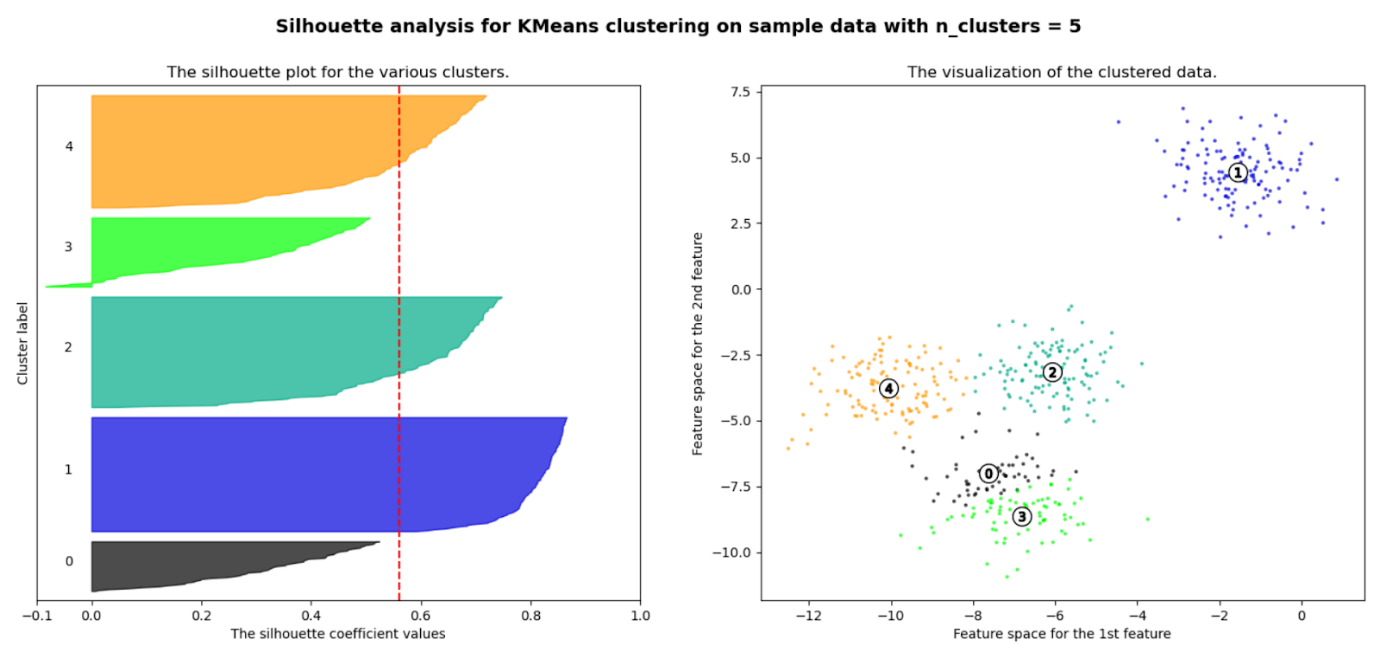 Silhouette analysis for KMeans clustering on sample data with n_clusters = 5
The silhouette plot for the various clusters.
4
3
2
1
0
Cluster label
−0.1 0.0 0.2 0.4 0.6 0.8 1.0
The silhouette coefficient values
The visualization of the clustered data.
7.5
5.0
2.5
0.0
−2.5
−5.0
−7.5
−10.0
Feature space for the 2nd feature
1
2
4
0
3
−12 −10 −8 −6 −4 −2 0
Feature space for the 1st feature